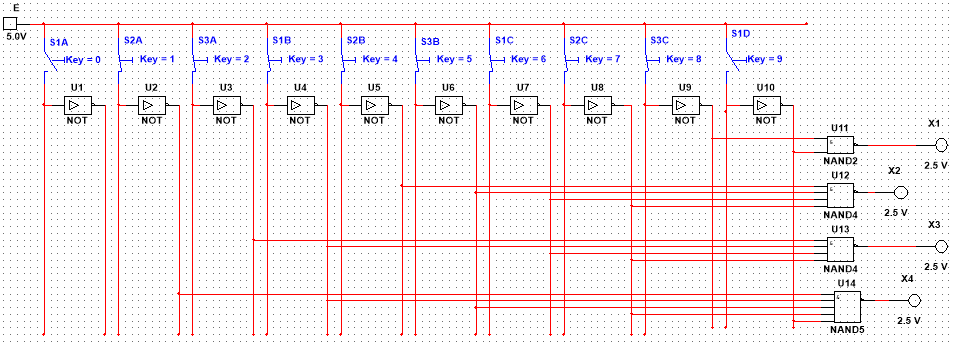 E
5.0V
S1A
Key = 0
S2A
Key = 1
S3A
Key = 2
S1B
Key = 3
S2B
Key = 4
S3B
Key = 5
S1C
Key = 6
S2C
Key = 7
S3C
Key = 8
S1D
Key = 9
U1
NOT
U2
NOT
U3
NOT
U4
NOT
U5
NOT
U6
NOT
U7
NOT
U8
NOT
U9
NOT
U10
NOT
U11
&
NAND2
X1
2.5 V
U12
&
NAND4
X2
2.5 V
U13
&
NAND4
X3
2.5 V
U14
&
NAND5
X4
2.5 V